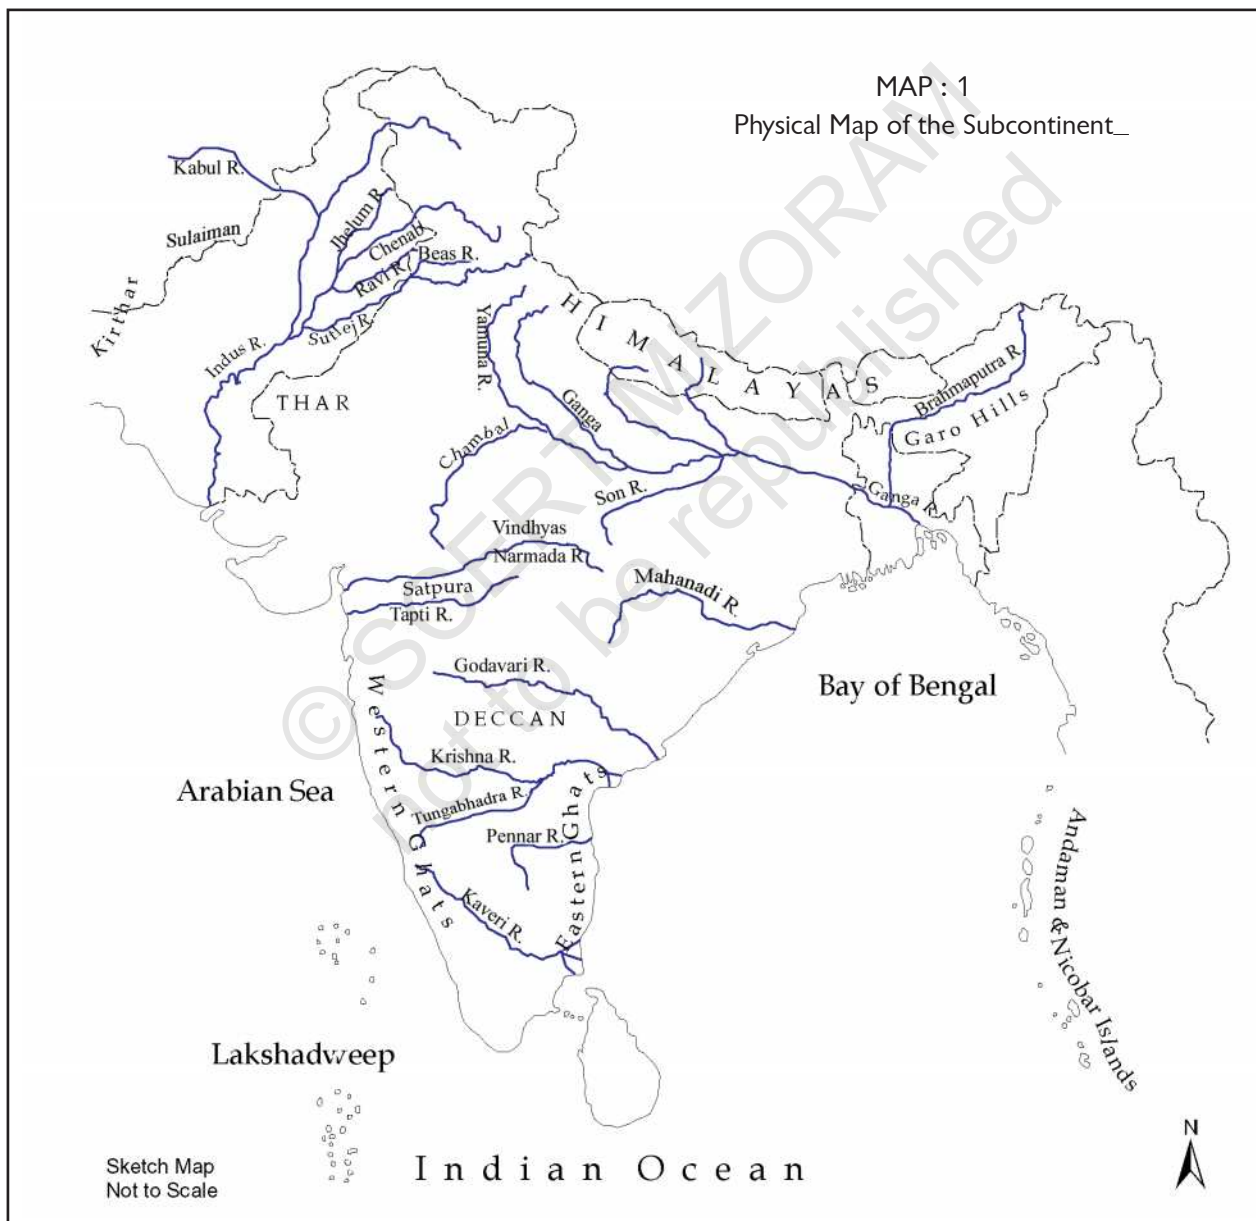 MAP : 1
Physical Map of the Subcontinent_
Kabul R.
Sulaiman
Kirthar
Jhelum R.
Chenab
Ravi R.
Beas R.
Sutlej R.
Indus R.
THAR
HIMALAYAS
Yamuna R.
Ganga
Chambal
Son R.
Brahmaputra R.
Garo Hills
Ganga R.
Vindhyas
Narmada R.
Satpura
Tapti R.
Mahanadi R.
Godavari R.
DECCAN
Krishna R.
Tungabhadra R.
Pennar R.
Kaveri R.
Western Ghats
Eastern Ghats
Bay of Bengal
Arabian Sea
Andaman & Nicobar Islands
Lakshadweep
Indian Ocean
Sketch Map
Not to Scale
N
© SCERT MIZORAM
not to be republished